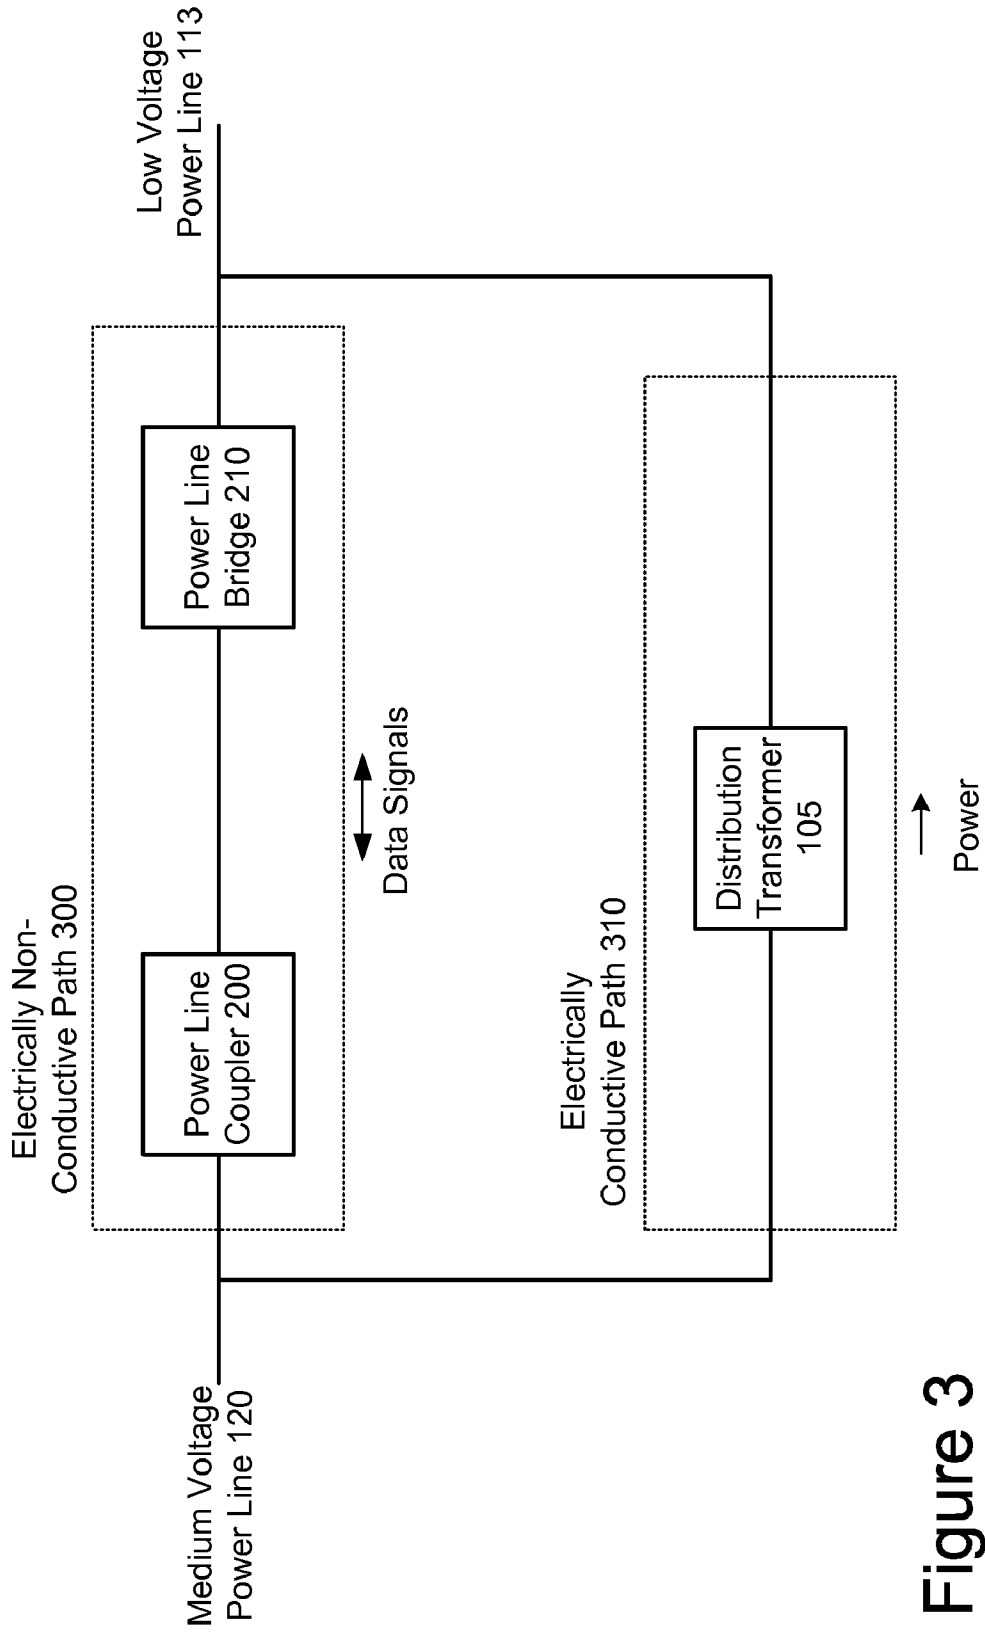 Electrically Non-
Conductive Path 300
Medium Voltage
Power Line 120
Power Line
Coupler 200
Power Line
Bridge 210
Low Voltage
Power Line 113
Data Signals
Electrically
Conductive Path 310
Distribution
Transformer
105
Power
Figure 3